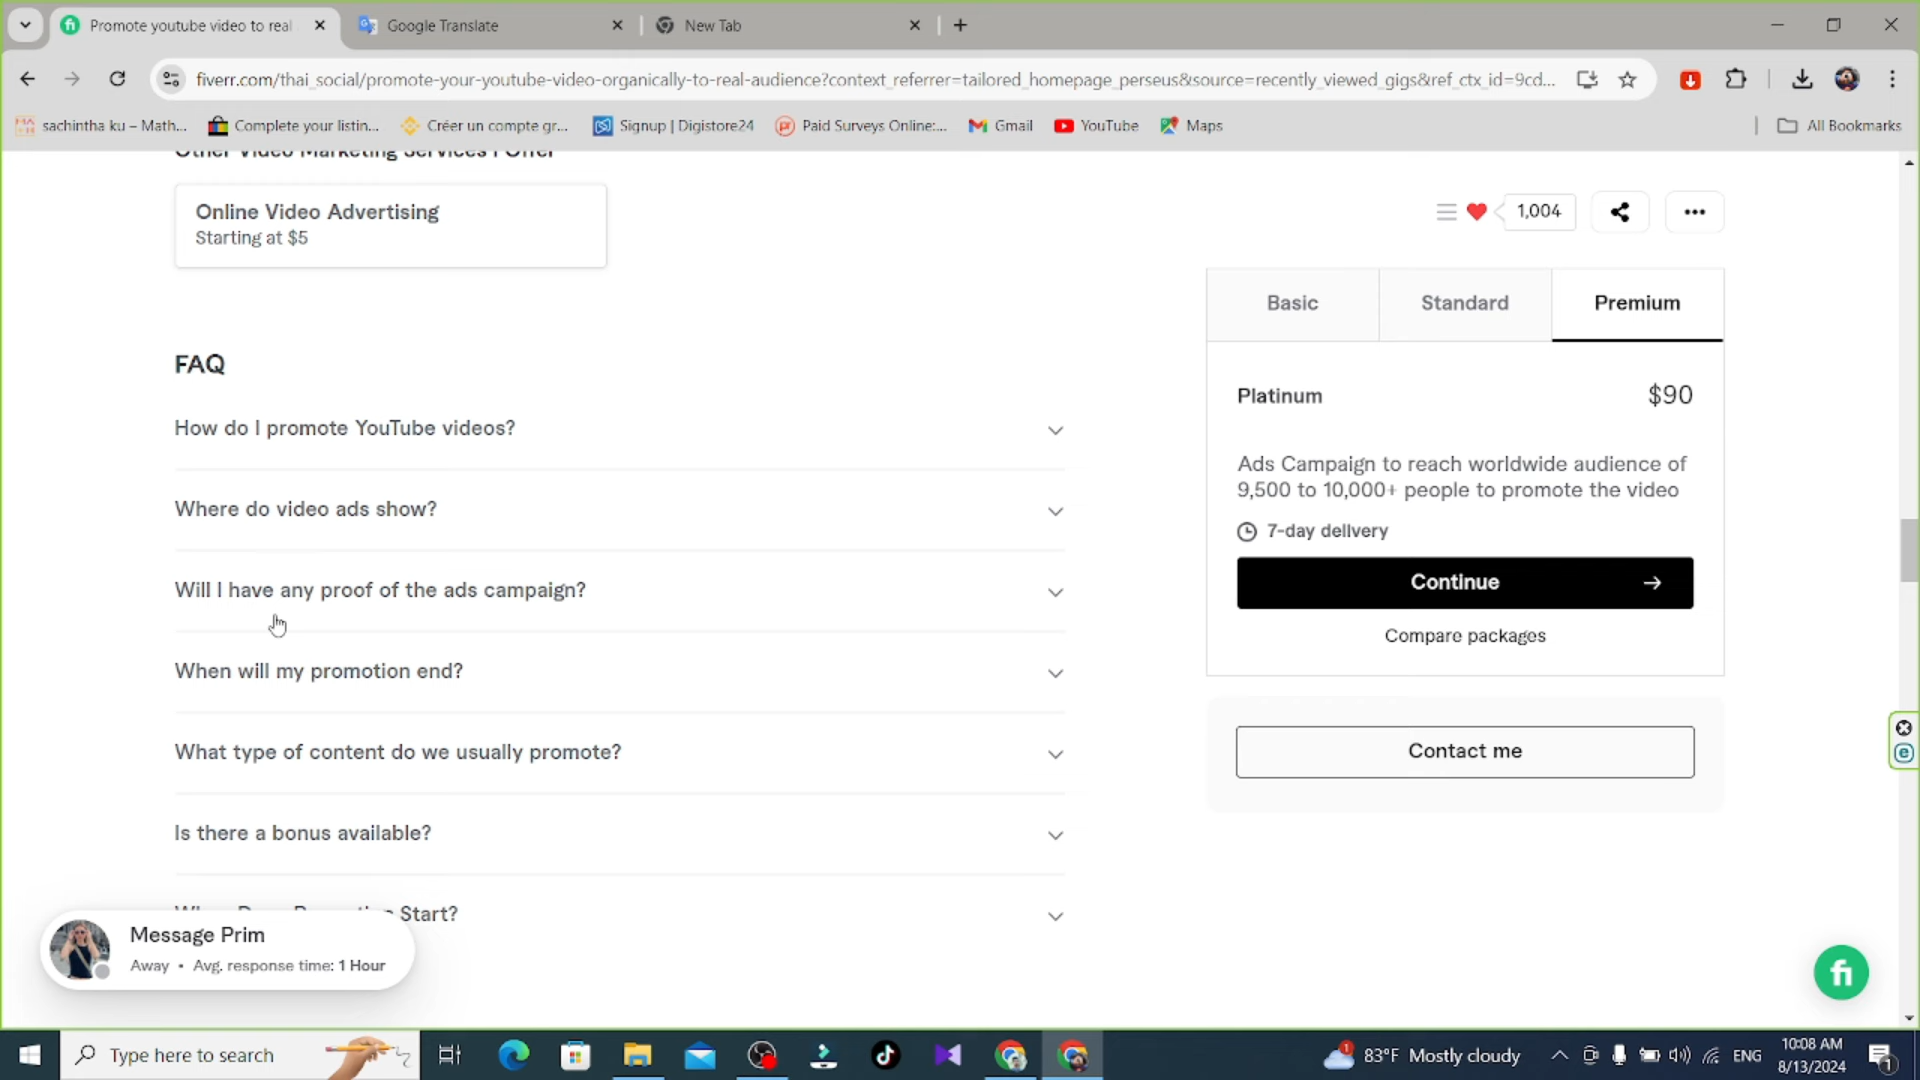 Promote youtube video to real
Google Translate
New Tab
fiverr.com/thai_social/promote-your-youtube-video-organically-to-real-audience?context_referrer=tailored_homepage_perseus&source=recently_viewed_gigs&ref_ctx_id=9cd...
sachintha ku – Math...
Complete your listin...
Créer un compte gr...
Signup | Digistore24
Paid Surveys Online:...
Gmail
YouTube
Maps
All Bookmarks
Other Video Marketing Services I Offer
Online Video Advertising
Starting at $5
1,004
Basic
Standard
Premium
FAQ
Platinum
$90
How do I promote YouTube videos?
Ads Campaign to reach worldwide audience of
9,500 to 10,000+ people to promote the video
Where do video ads show?
7-day delivery
Continue
Will I have any proof of the ads campaign?
Compare packages
When will my promotion end?
What type of content do we usually promote?
Contact me
Is there a bonus available?
Start?
Message Prim
Away • Avg. response time: 1 Hour
fi
Type here to search
83°F Mostly cloudy
ENG
10:08 AM
8/13/2024
1